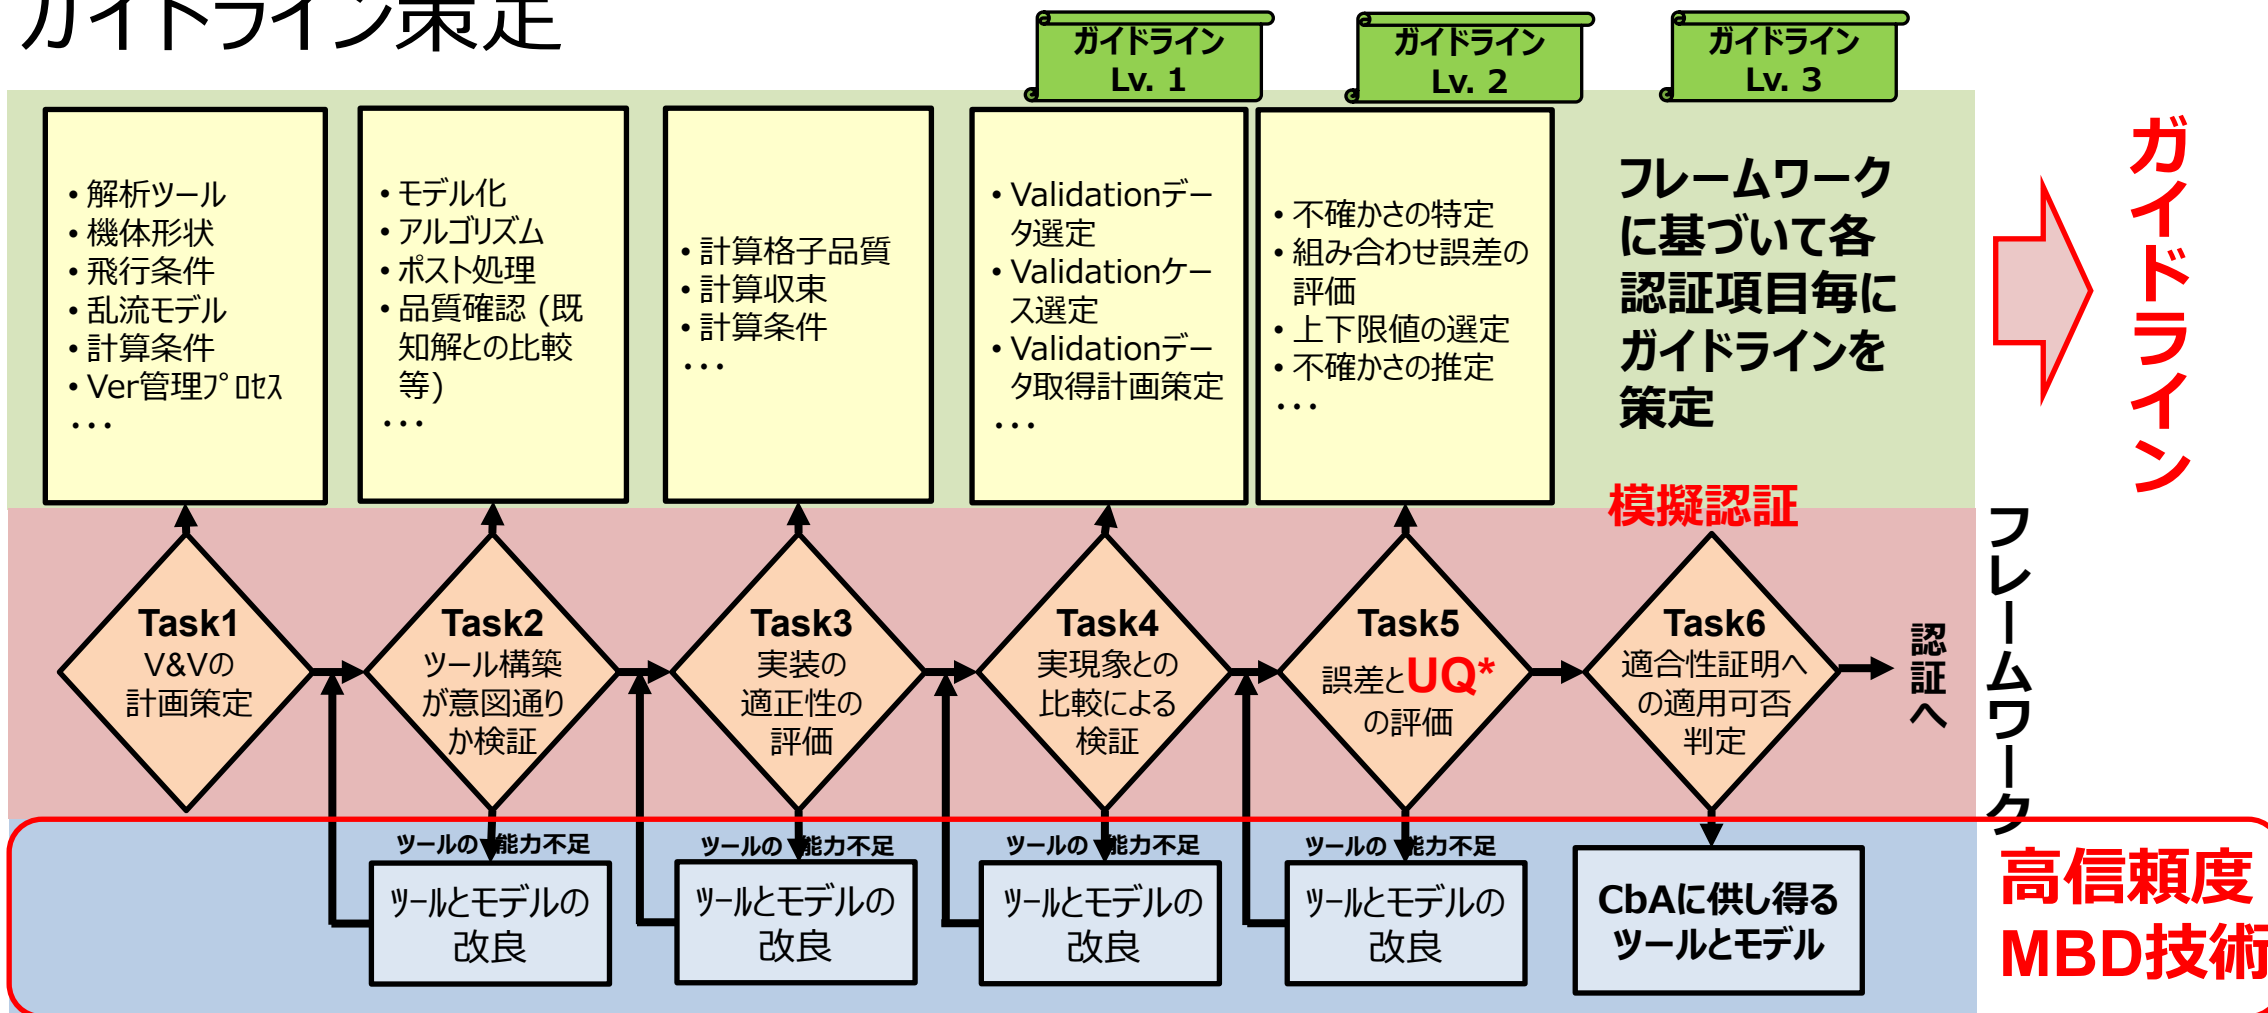 ガイドライン策定
ガイドライン
Lv. 1
ガイドライン
Lv. 2
ガイドライン
Lv. 3
• 解析ツール
• 機体形状
• 飛行条件
• 乱流モデル
• 計算条件
• Ver管理プロセス
・・・
• モデル化
• アルゴリズム
• ポスト処理
• 品質確認 (既
知解との比較
等)
・・・
• 計算格子品質
• 計算収束
• 計算条件
・・・
• Validationデー
タ選定
• Validationケー
ス選定
• Validationデー
タ取得計画策定
・・・
• 不確かさの特定
• 組み合わせ誤差の
評価
• 上下限値の選定
• 不確かさの推定
・・・
フレームワーク
に基づいて各
認証項目毎に
ガイドラインを
策定
ガイドライン
模擬認証
フレームワーク
Task1
V&Vの
計画策定
Task2
ツール構築
が意図通り
か検証
Task3
実装の
適正性の
評価
Task4
実現象との
比較による
検証
Task5
誤差とUQ*
の評価
Task6
適合性証明へ
の適用可否
判定
認証へ
ツールの 能力不足
ツールの 能力不足
ツールの 能力不足
ツールの 能力不足
ツールとモデルの
改良
ツールとモデルの
改良
ツールとモデルの
改良
ツールとモデルの
改良
CbAに供し得る
ツールとモデル
高信頼度
MBD技術